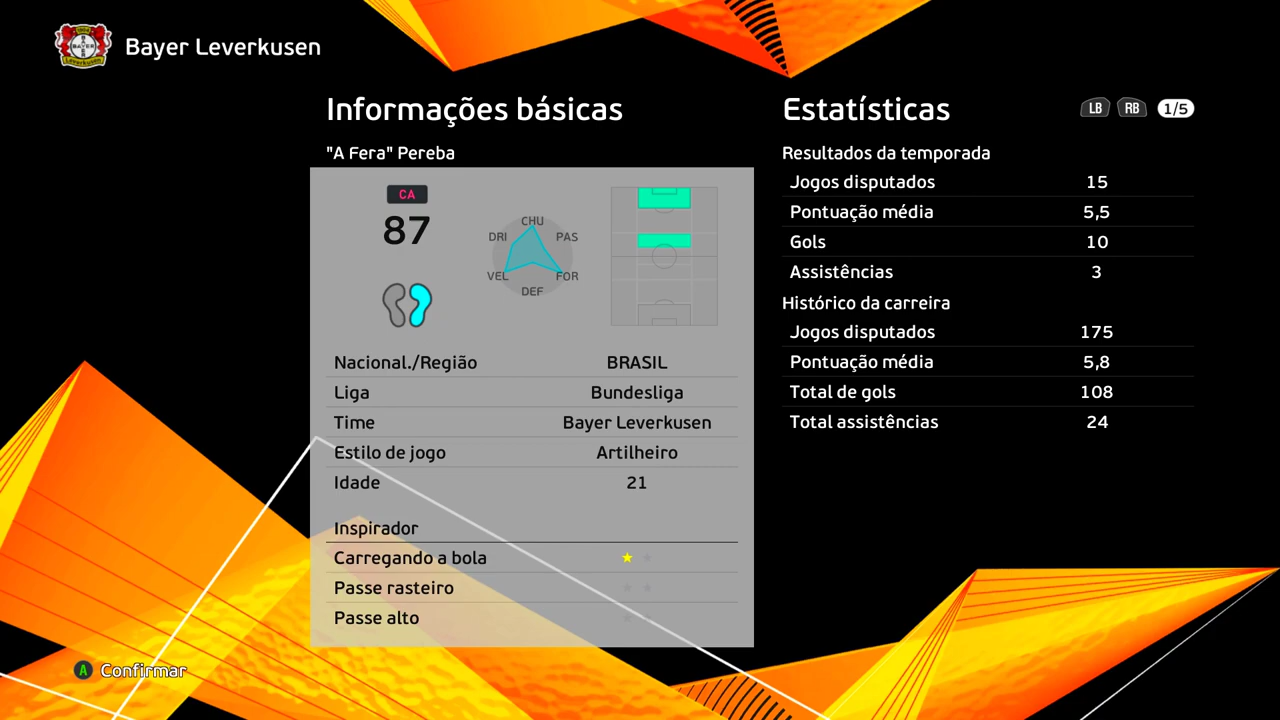 Bayer Leverkusen
Informações básicas
"A Fera" Pereba
CA
87
CHU
DRI
PAS
VEL
FOR
DEF
Nacional./Região BRASIL
Liga Bundesliga
Time Bayer Leverkusen
Estilo de jogo Artilheiro
Idade 21
Inspirador
Carregando a bola
Passe rasteiro
Passe alto
Estatísticas LB RB 1/5
Resultados da temporada
Jogos disputados 15
Pontuação média 5,5
Gols 10
Assistências 3
Histórico da carreira
Jogos disputados 175
Pontuação média 5,8
Total de gols 108
Total assistências 24
A Confirmar